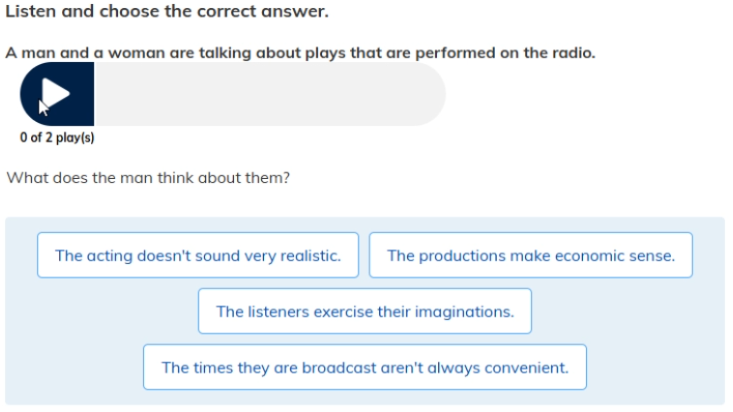 Listen and choose the correct answer.
A man and a woman are talking about plays that are performed on the radio.
0 of 2 play(s)
What does the man think about them?
The acting doesn't sound very realistic.
The productions make economic sense.
The listeners exercise their imaginations.
The times they are broadcast aren't always convenient.